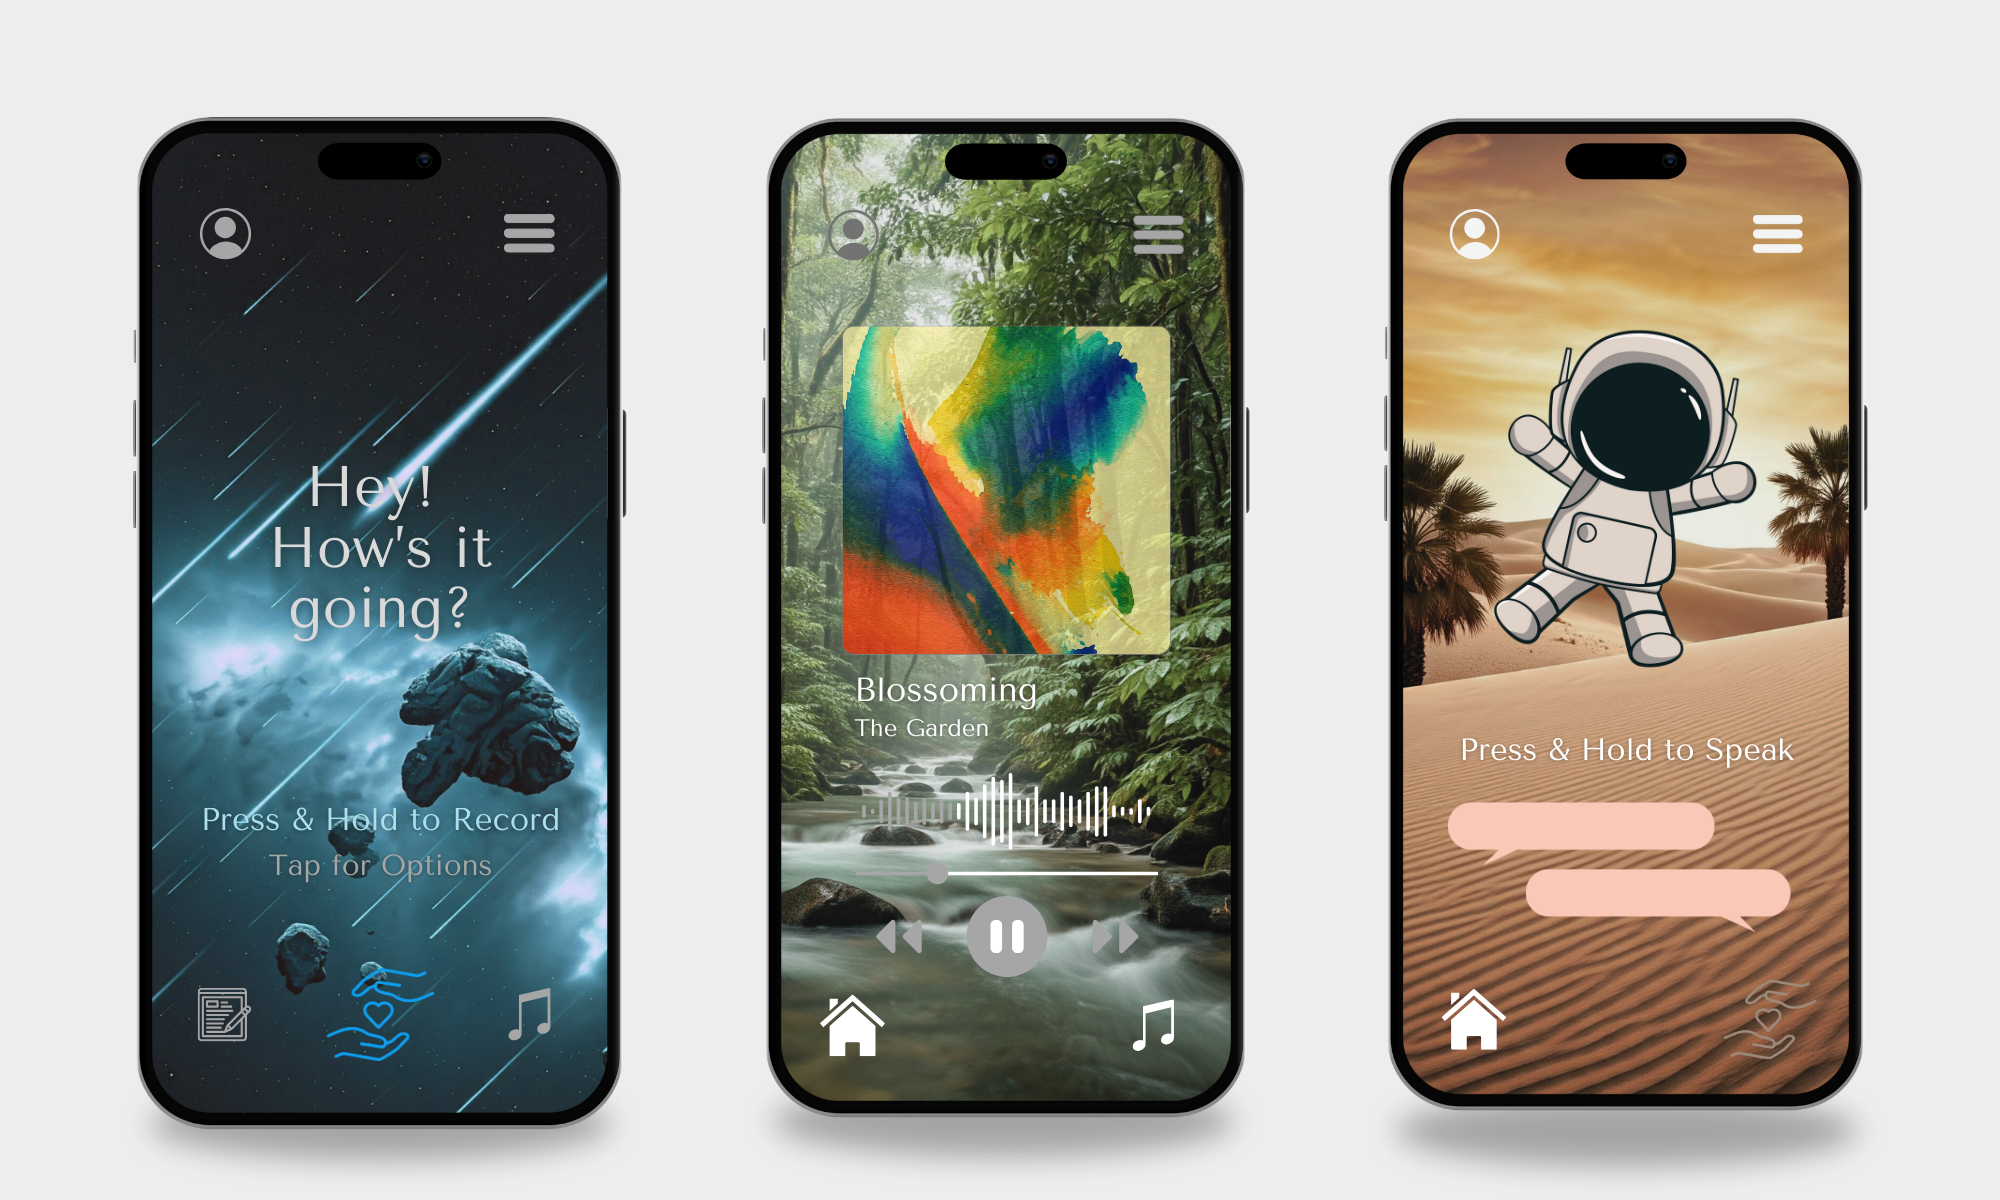 Hey!
How's it
going?
Press & Hold to Record
Tap for Options
Blossoming
The Garden
Press & Hold to Speak